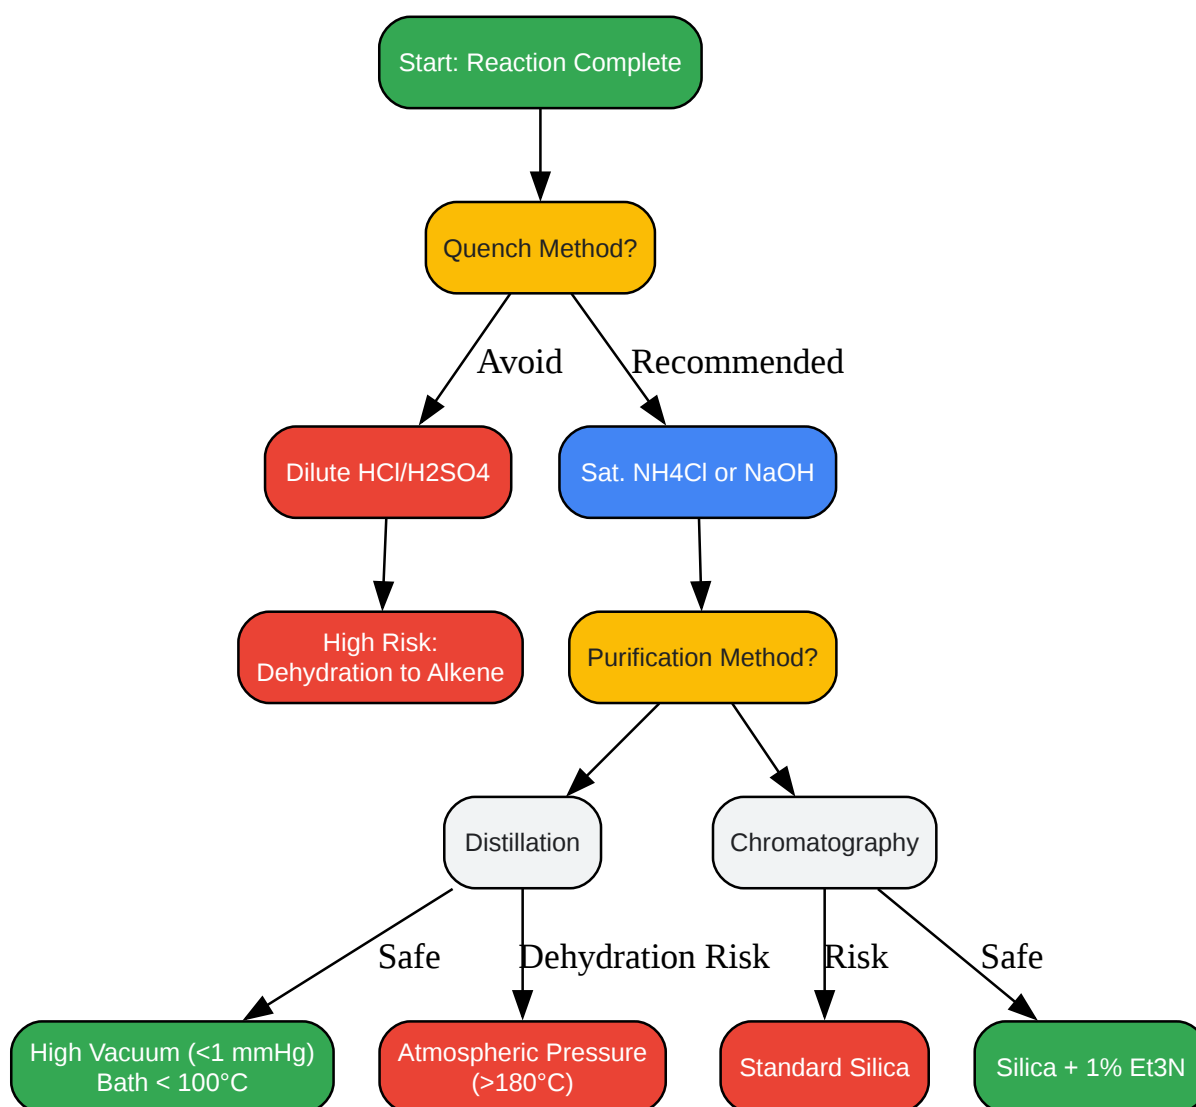 Start: Reaction Complete
Quench Method?
Avoid
Recommended
Dilute HCl/H2SO4
Sat. NH4Cl or NaOH
High Risk:
Dehydration to Alkene
Purification Method?
Distillation
Chromatography
Safe
Dehydration Risk
Risk
Safe
High Vacuum (<1 mmHg)
Bath < 100°C
Atmospheric Pressure
(>180°C)
Standard Silica
Silica + 1% Et3N